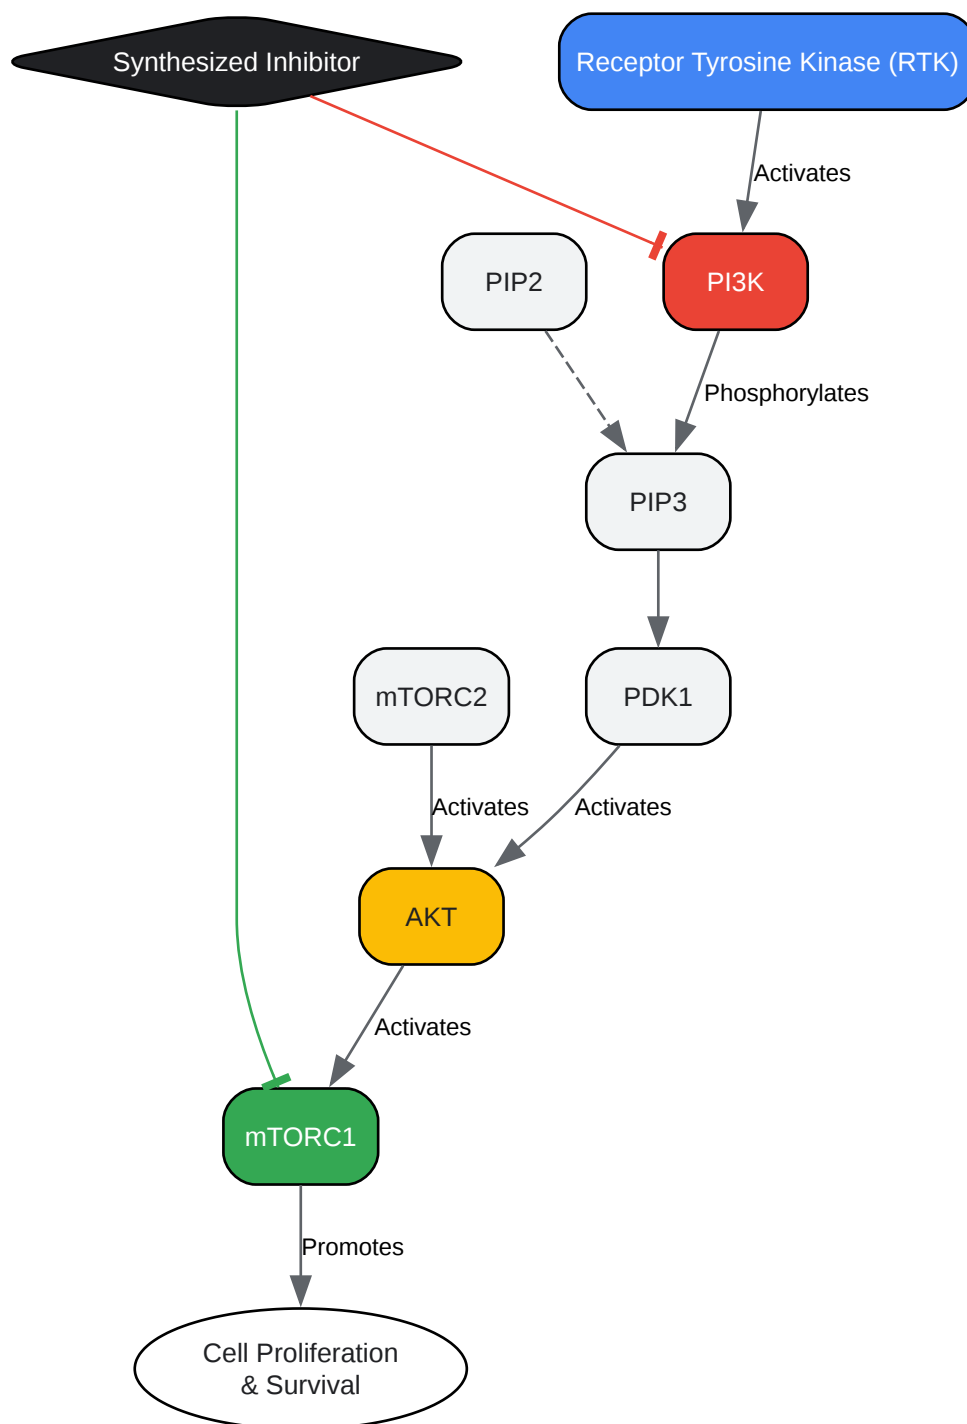 Synthesized Inhibitor
Receptor Tyrosine Kinase (RTK)
Activates
PIP2
PI3K
Phosphorylates
PIP3
mTORC2
PDK1
Activates
Activates
AKT
Activates
mTORC1
Promotes
Cell Proliferation
& Survival